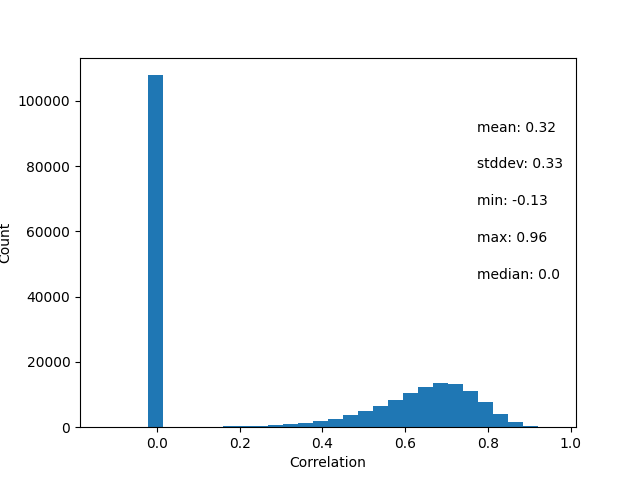 100000
80000
60000
40000
20000
0
Count
mean: 0.32
stddev: 0.33
min: -0.13
max: 0.96
median: 0.0
0.0 0.2 0.4 0.6 0.8 1.0
Correlation